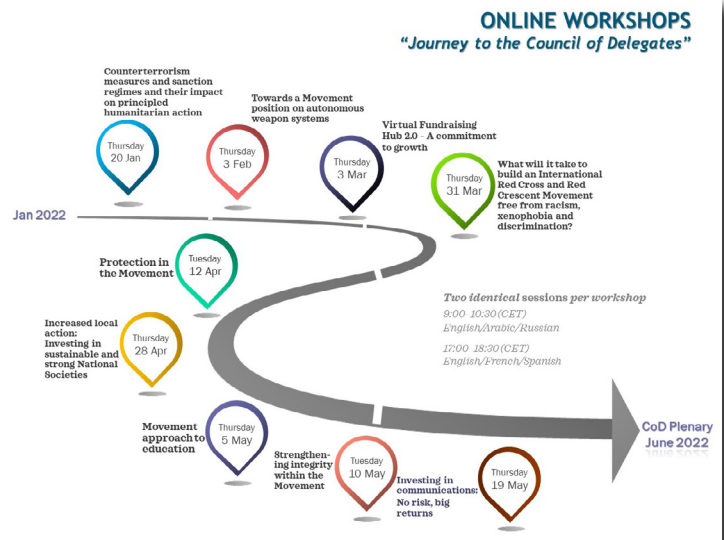 ONLINE WORKSHOPS
“Journey to the Council of Delegates”
Counterterrorism
measures and sanction
regimes and their impact
on principled
humanitarian action
Thursday
20 Jan
Towards a Movement
position on autonomous
weapon systems
Thursday
3 Feb
Virtual Fundraising
Hub 2.0 – A commitment
to growth
Thursday
3 Mar
What will it take to
build an International
Red Cross and Red
Crescent Movement
free from racism,
xenophobia and
discrimination?
Thursday
31 Mar
Jan 2022
Protection in
the Movement
Tuesday
12 Apr
Two identical sessions per workshop
9:00 10:30 (CET)
English/Arabic/Russian
17:00 18:30 (CET)
English/French/Spanish
Increased local
action:
Investing in
sustainable and
strong National
Societies
Thursday
28 Apr
Movement
approach to
education
Thursday
5 May
Strengthen-
ing integrity
within the
Movement
Tuesday
10 May
Investing in
communications:
No risk, big
returns
Thursday
19 May
CoD Plenary
June 2022